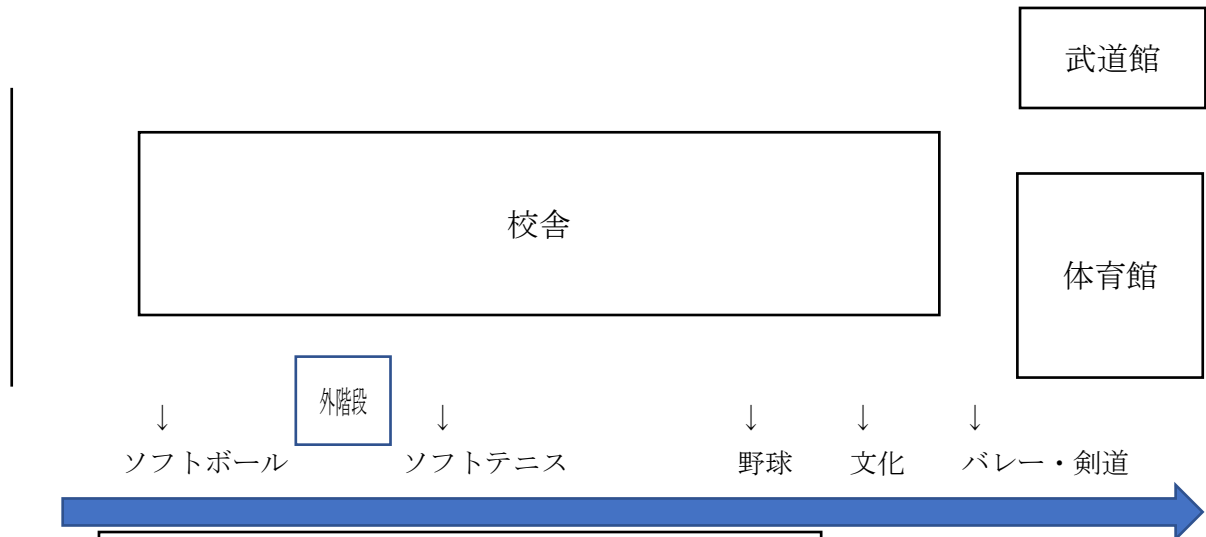 武道館
校舎
体育館
外階段
↓ ↓ ↓ ↓ ↓
ソフトボール ソフトテニス 野球 文化 バレー・剣道